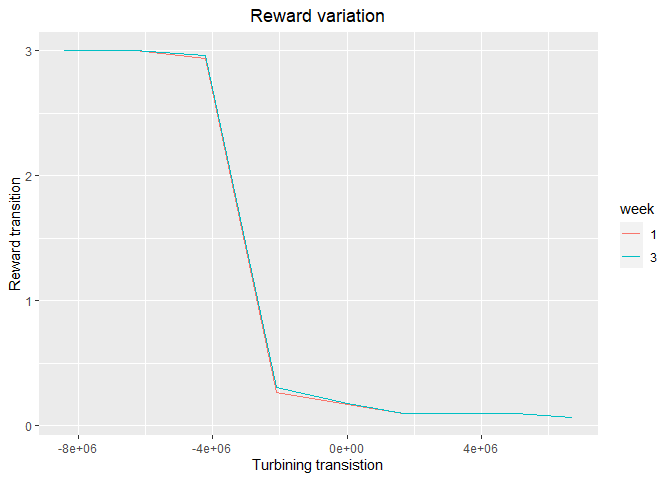 Reward variation
Reward transition
3
2
1
0
-8e+06
-4e+06
0e+00
4e+06
Turbining transistion
week
1
3